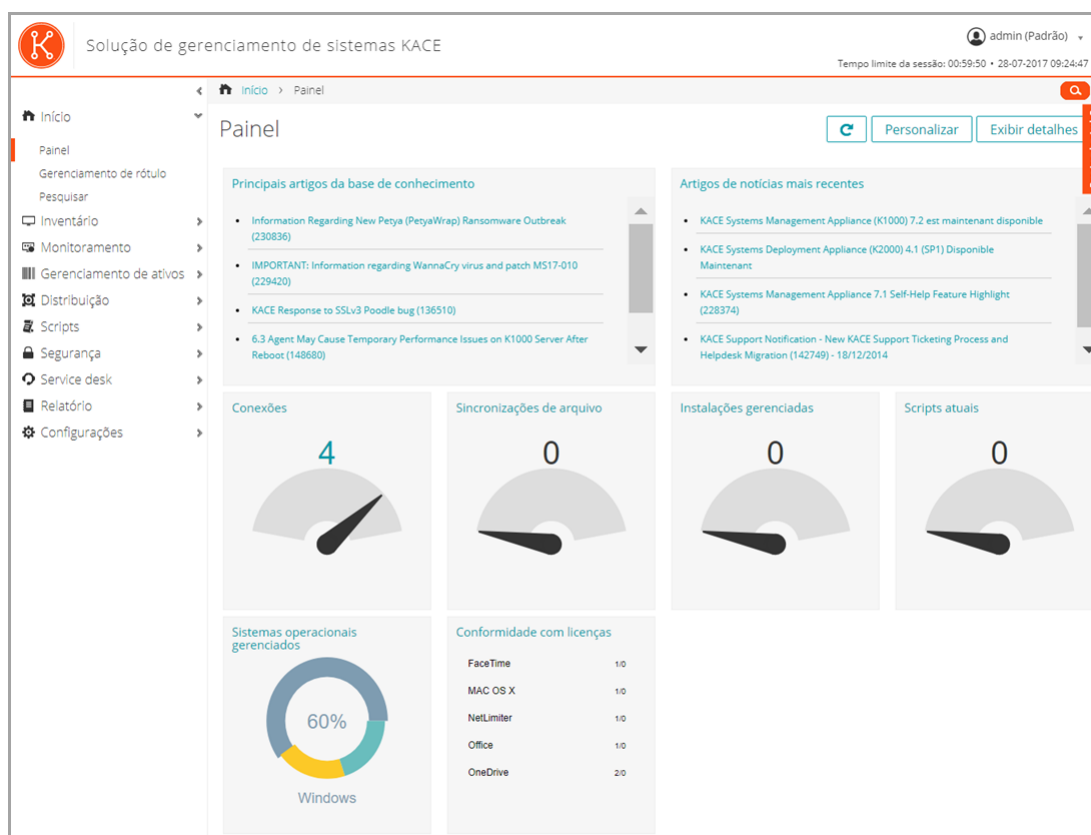 Solução de gerenciamento de sistemas KACE
admin (Padrão)
Tempo limite da sessão: 00:59:50 • 28-07-2017 09:24:47
Início › Painel
Início
Painel
Gerenciamento de rótulo
Pesquisar
Inventário
Monitoramento
Gerenciamento de ativos
Distribuição
Scripts
Segurança
Service desk
Relatório
Configurações
Painel
Personalizar
Exibir detalhes
Principais artigos da base de conhecimento
• Information Regarding New Petya (PetyaWrap) Ransomware Outbreak
(230836)
• IMPORTANT: Information regarding WannaCry virus and patch MS17-010
(229420)
• KACE Response to SSLv3 Poodle bug (136510)
• 6.3 Agent May Cause Temporary Performance Issues on K1000 Server After
Reboot (148680)
Artigos de notícias mais recentes
• KACE Systems Management Appliance (K1000) 7.2 est maintenant disponible
• KACE Systems Deployment Appliance (K2000) 4.1 (SP1) Disponible
Maintenant
• KACE Systems Management Appliance 7.1 Self-Help Feature Highlight
(228374)
• KACE Support Notification - New KACE Support Ticketing Process and
Helpdesk Migration (142749) - 18/12/2014
Conexões
4
Sincronizações de arquivo
0
Instalações gerenciadas
0
Scripts atuais
0
Sistemas operacionais
gerenciados
60%
Windows
Conformidade com licenças
FaceTime 1/0
MAC OS X 1/0
NetLimiter 1/0
Office 1/0
OneDrive 2/0